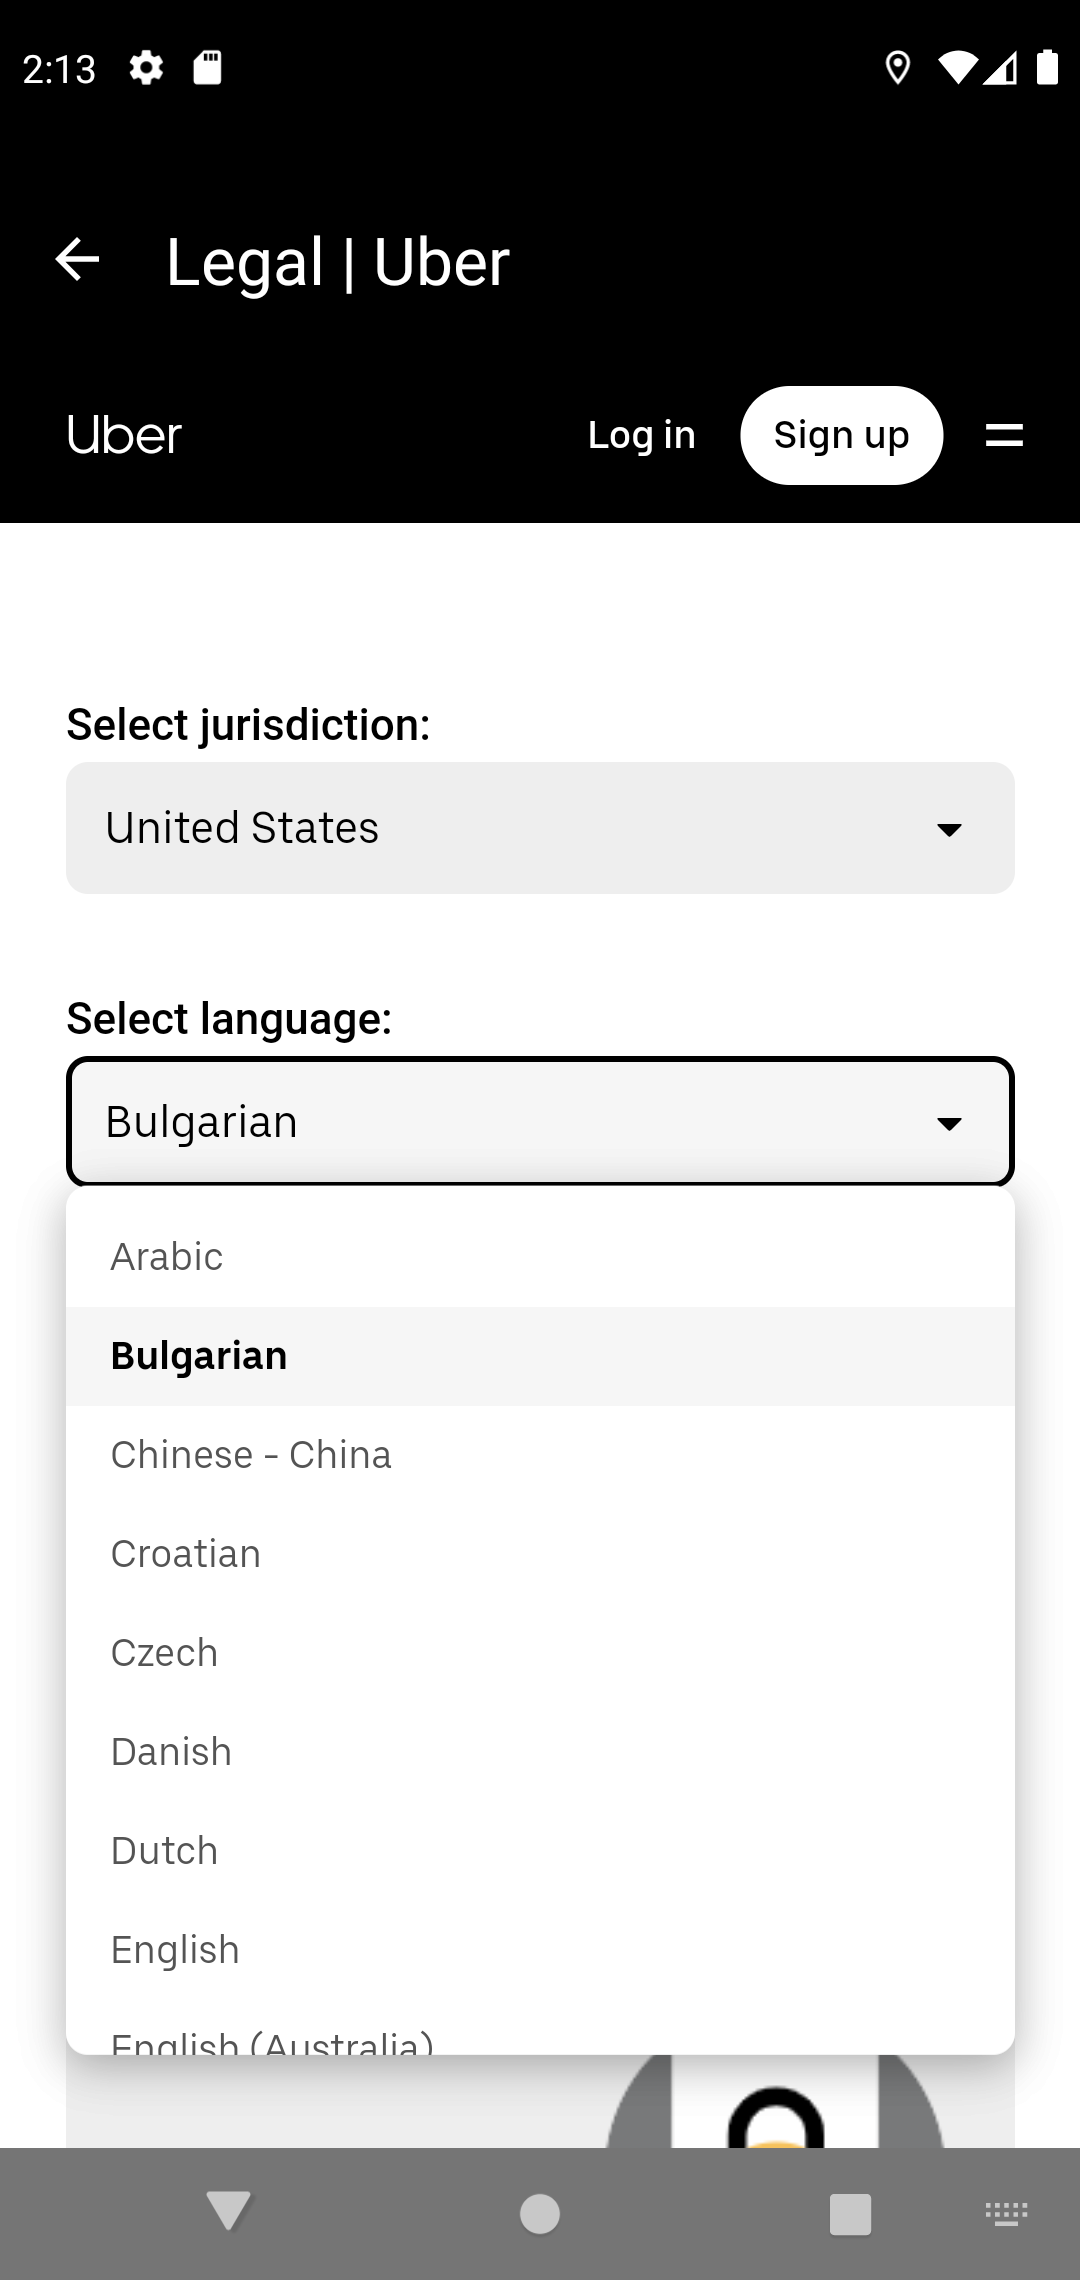 2:13
Legal | Uber
Uber
Log in
Sign up
Select jurisdiction:
United States
Select language:
Bulgarian
Arabic
Bulgarian
Chinese - China
Croatian
Czech
Danish
Dutch
English
English (Australia)